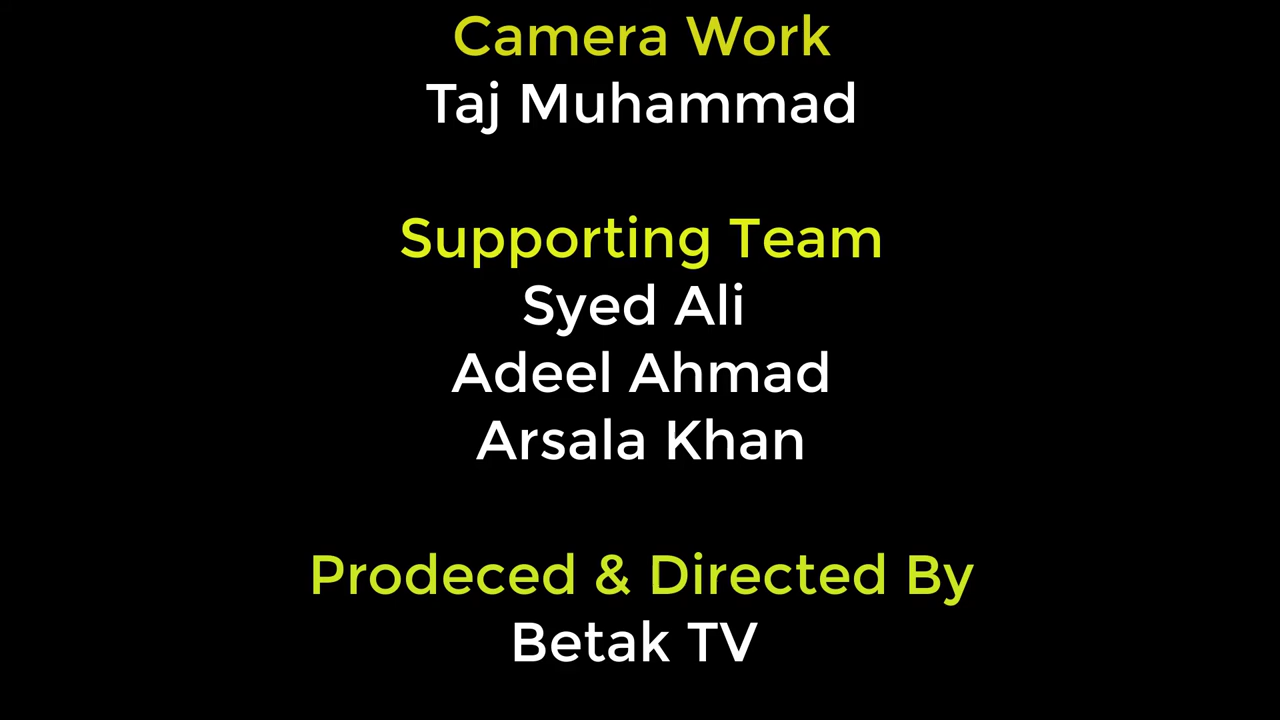 Camera Work
Taj Muhammad
Supporting Team
Syed Ali
Adeel Ahmad
Arsala Khan
Prodeced & Directed By
Betak TV